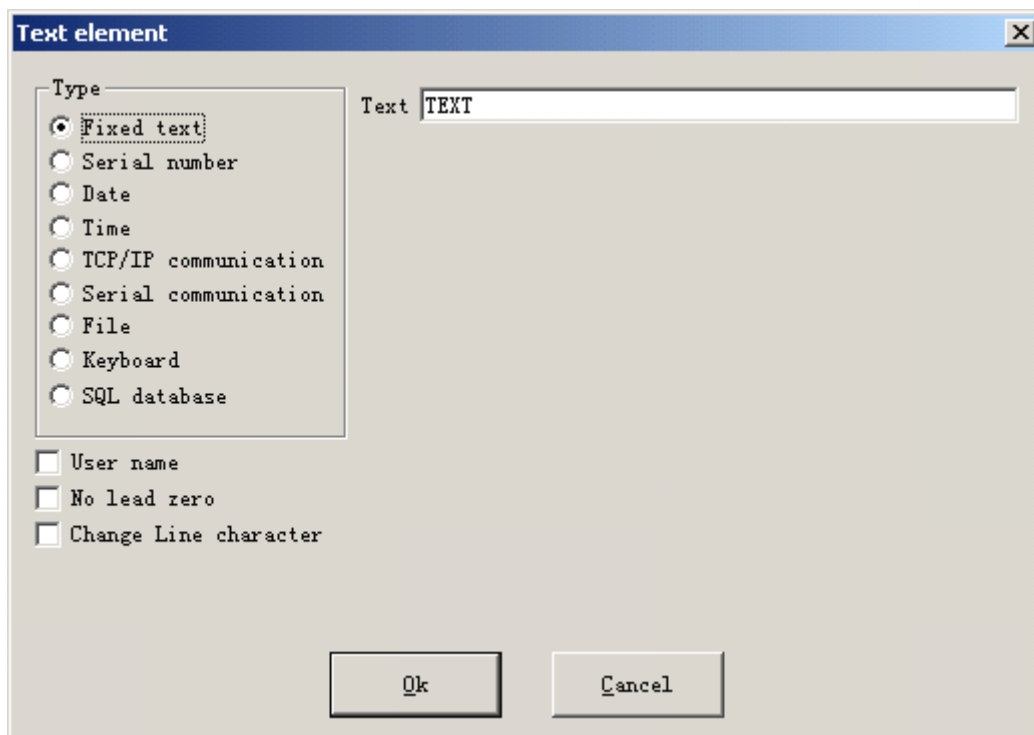 Text element
Type
Text TEXT
Fixed text
Serial number
Date
Time
TCP/IP communication
Serial communication
File
Keyboard
SQL database
User name
No lead zero
Change Line character
Ok Cancel